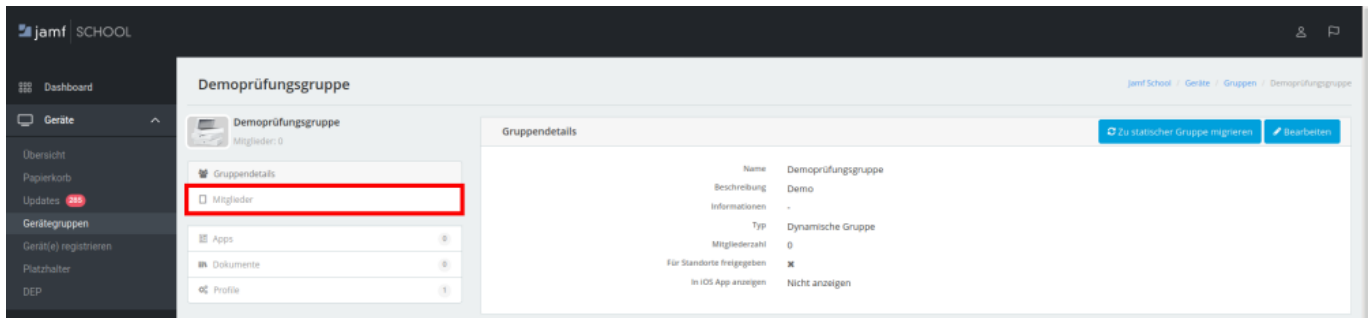 jamf SCHOOL
Dashboard
Geräte
Übersicht
Papierkorb
Updates 265
Gerätegruppen
Gerät(e) registrieren
Platzhalter
DEP
Demoprüfungsgruppe
Jamf School / Geräte / Gruppen / Demoprüfungsgruppe
Demoprüfungsgruppe
Mitglieder: 0
Gruppendetails
Mitglieder
Apps 0
Dokumente 0
Profile 1
Gruppendetails
Zu statischer Gruppe migrieren
Bearbeiten
Name Demoprüfungsgruppe
Beschreibung Demo
Informationen -
Typ Dynamische Gruppe
Mitgliederzahl 0
Für Standorte freigegeben ✖
In iOS App anzeigen Nicht anzeigen